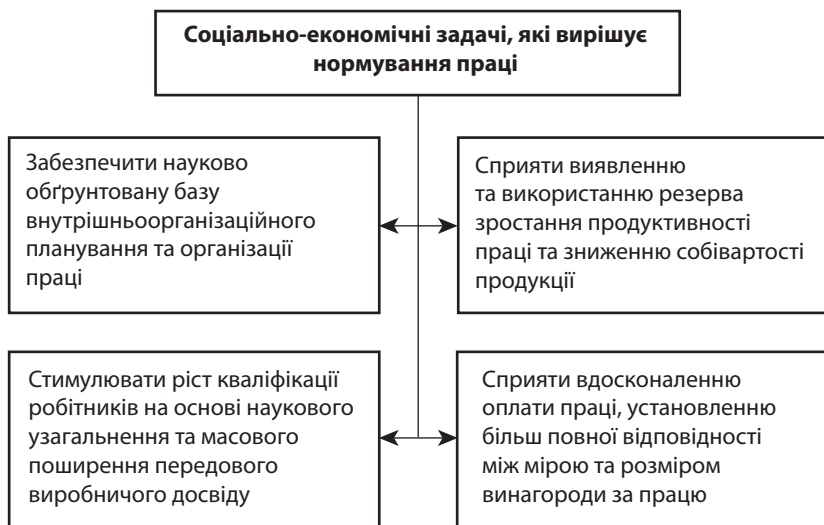 Соціально-економічні задачі, які вирішує
нормування праці
Забезпечити науково
обґрунтовану базу
внутрішньоорганізаційного
планування та організації
праці
Сприяти виявленню
та використанню резерва
зростання продуктивності
праці та зниженню собівартості
продукції
Стимулювати ріст кваліфікації
робітників на основі наукового
узагальнення та масового
поширення передового
виробничого досвіду
Сприяти вдосконаленню
оплати праці, установленню
більш повної відповідності
між мірою та розміром
винагороди за працю